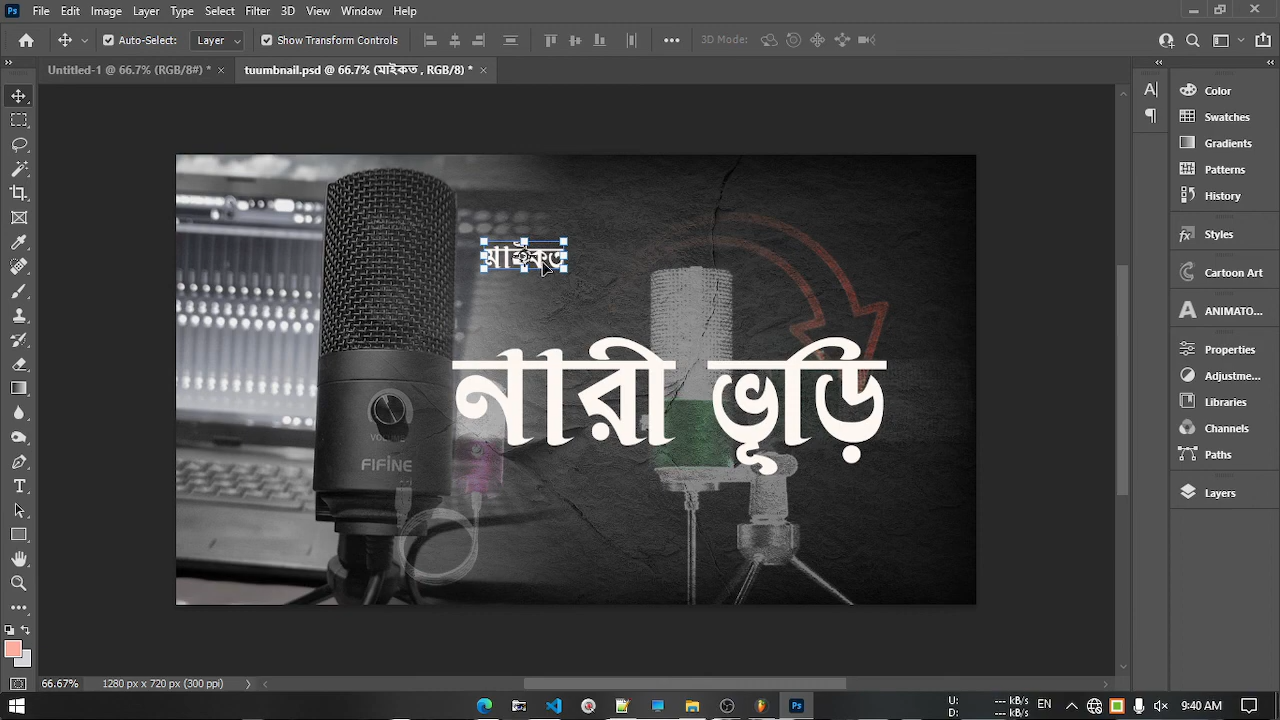 File Edit Image Layer Type Select Filter 3D View Window Help
Auto-Select: Layer Show Transform Controls 3D Mode:
Untitled-1 @ 66.7% (RGB/8#) * × tuumbnail.psd @ 66.7% (মাইকত , RGB/8) * ×
Color
Swatches
Gradients
Patterns
History
Styles
Cartoon Art
ANIMATO...
Properties
Adjustme...
Libraries
Channels
Paths
Layers
মাইকত
নারী ভূড়ি
FIFINE
66.67% 1280 px x 720 px (300 ppi)
U: -- kB/s
D: -- kB/s
EN
9:40 AM